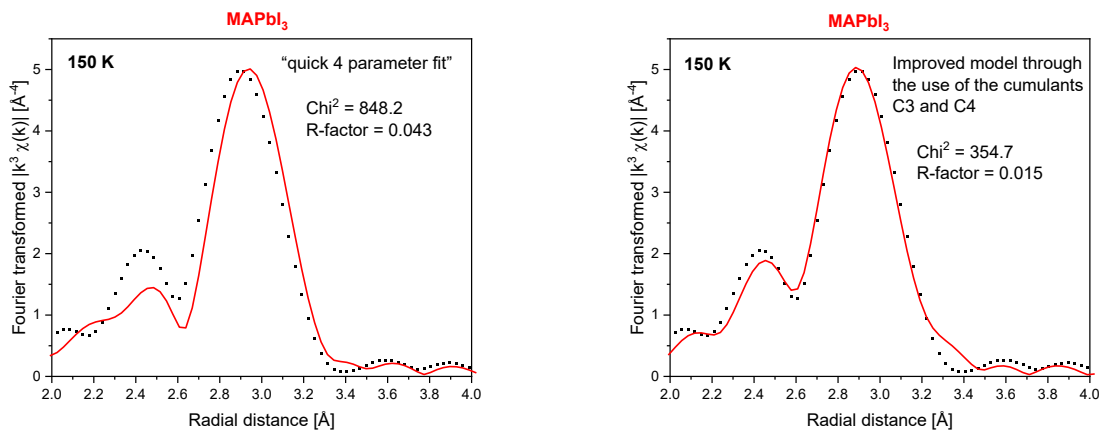 MAPbI3
150 K
“quick 4 parameter fit”
Chi2 = 848.2
R-factor = 0.043
Fourier transformed |k3 χ(k)| [Å-4]
5
4
3
2
1
0
2.0 2.2 2.4 2.6 2.8 3.0 3.2 3.4 3.6 3.8 4.0
Radial distance [Å]
MAPbI3
150 K
Improved model through
the use of the cumulants
C3 and C4
Chi2 = 354.7
R-factor = 0.015
Fourier transformed |k3 χ(k)| [Å-4]
5
4
3
2
1
0
2.0 2.2 2.4 2.6 2.8 3.0 3.2 3.4 3.6 3.8 4.0
Radial distance [Å]